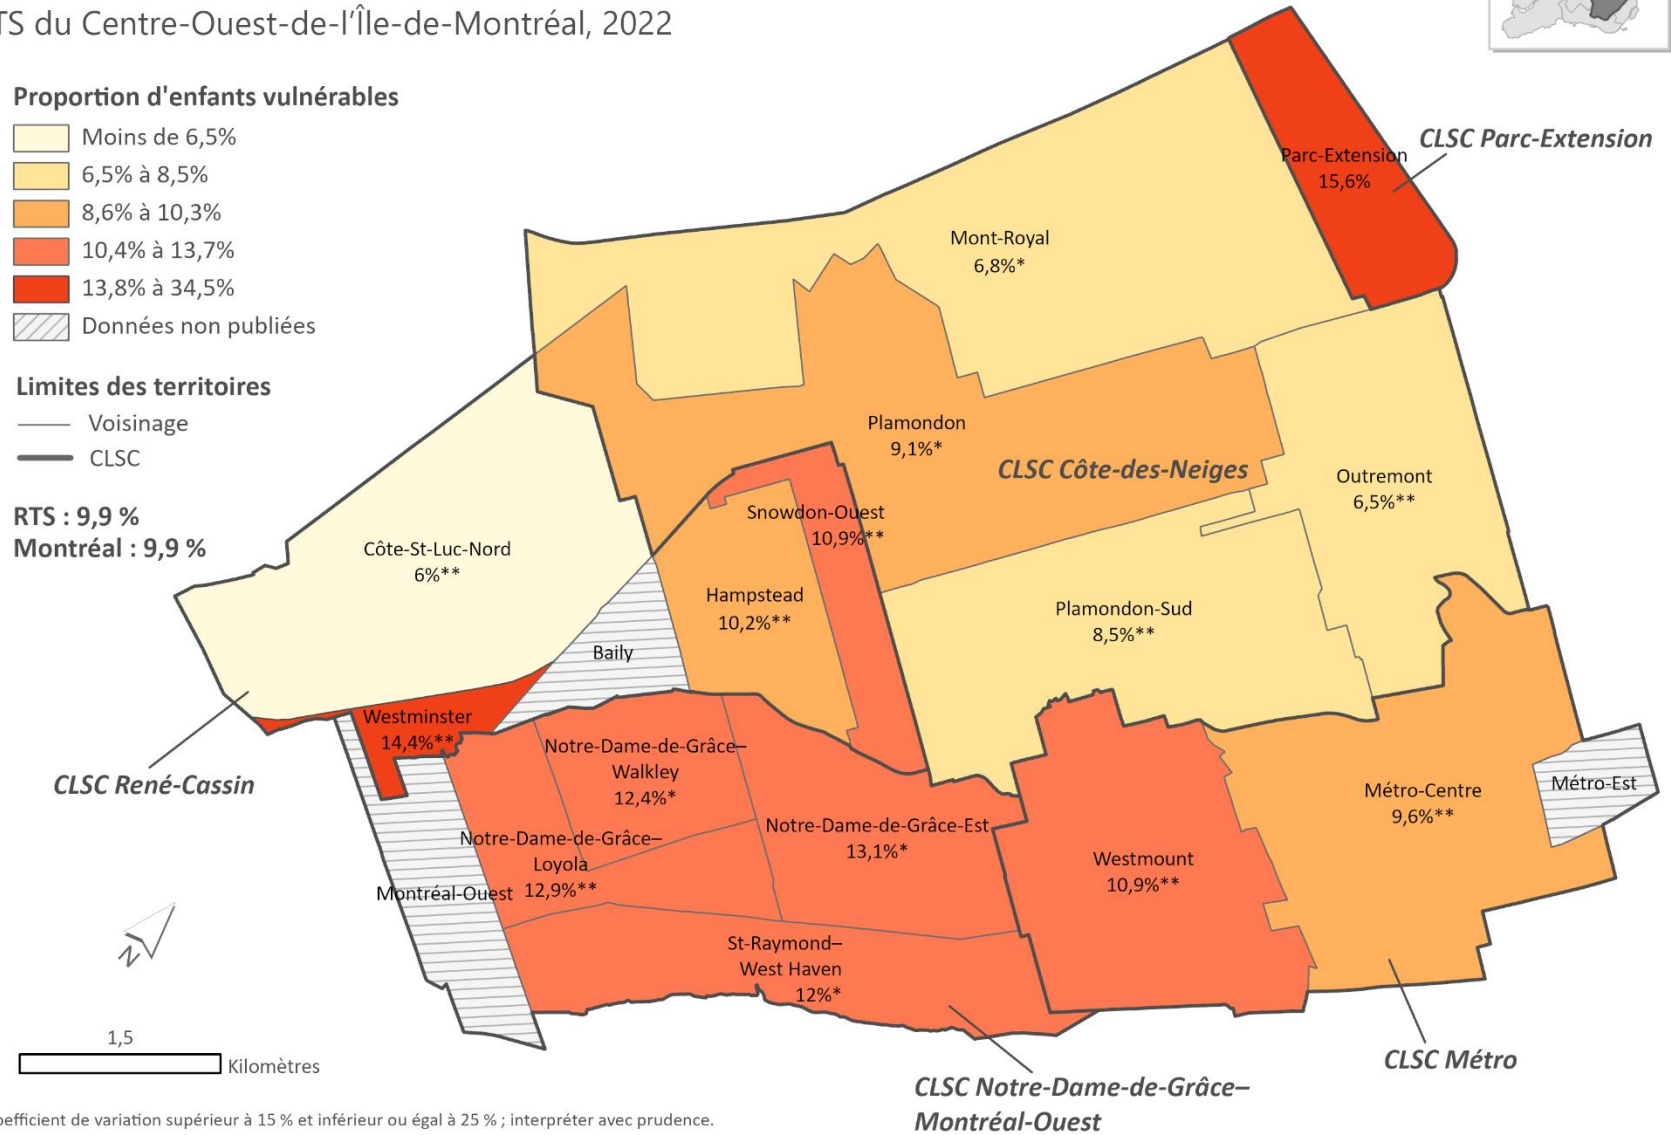 TS du Centre-Ouest-de-l'Île-de-Montréal, 2022
Proportion d'enfants vulnérables
Moins de 6,5%
6,5% à 8,5%
8,6% à 10,3%
10,4% à 13,7%
13,8% à 34,5%
Données non publiées
Limites des territoires
Voisinage
CLSC
RTS : 9,9 %
Montréal : 9,9 %
CLSC Parc-Extension
Parc-Extension
15,6%
Mont-Royal
6,8%*
Plamondon
9,1%*
CLSC Côte-des-Neiges
Outremont
6,5%**
Snowdon-Ouest
10,9%**
Côte-St-Luc-Nord
6%**
Hampstead
10,2%**
Plamondon-Sud
8,5%**
Baily
Westminster
14,4%**
CLSC René-Cassin
Notre-Dame-de-Grâce–
Walkley
12,4%*
Métro-Est
Métro-Centre
9,6%**
Notre-Dame-de-Grâce-Est
13,1%*
Notre-Dame-de-Grâce–
Loyola
12,9%**
Westmount
10,9%**
Montréal-Ouest
St-Raymond–
West Haven
12%*
N
1,5
Kilomètres
CLSC Métro
CLSC Notre-Dame-de-Grâce–
Montréal-Ouest
oefficient de variation supérieur à 15 % et inférieur ou égal à 25 % ; interpréter avec prudence.